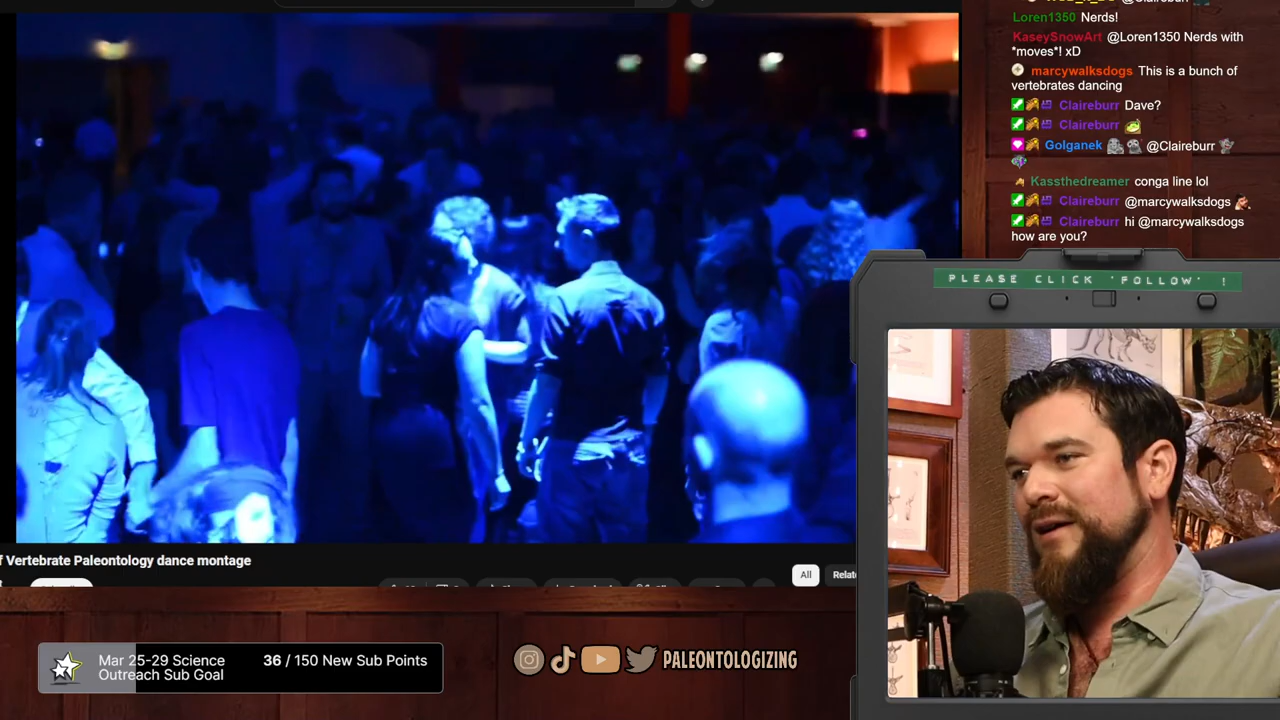 Loren1350 Nerds!
KaseySnowArt @Loren1350 Nerds with
*moves*! xD
marcywalksdogs This is a bunch of
vertebrates dancing
Claireburr Dave?
Claireburr
Golganek @Claireburr
Kassthedreamer conga line lol
Claireburr @marcywalksdogs
Claireburr hi @marcywalksdogs
how are you?
PLEASE CLICK "FOLLOW" !
f Vertebrate Paleontology dance montage
All
Relate
Mar 25-29 Science
Outreach Sub Goal
36 / 150 New Sub Points
PALEONTOLOGIZING